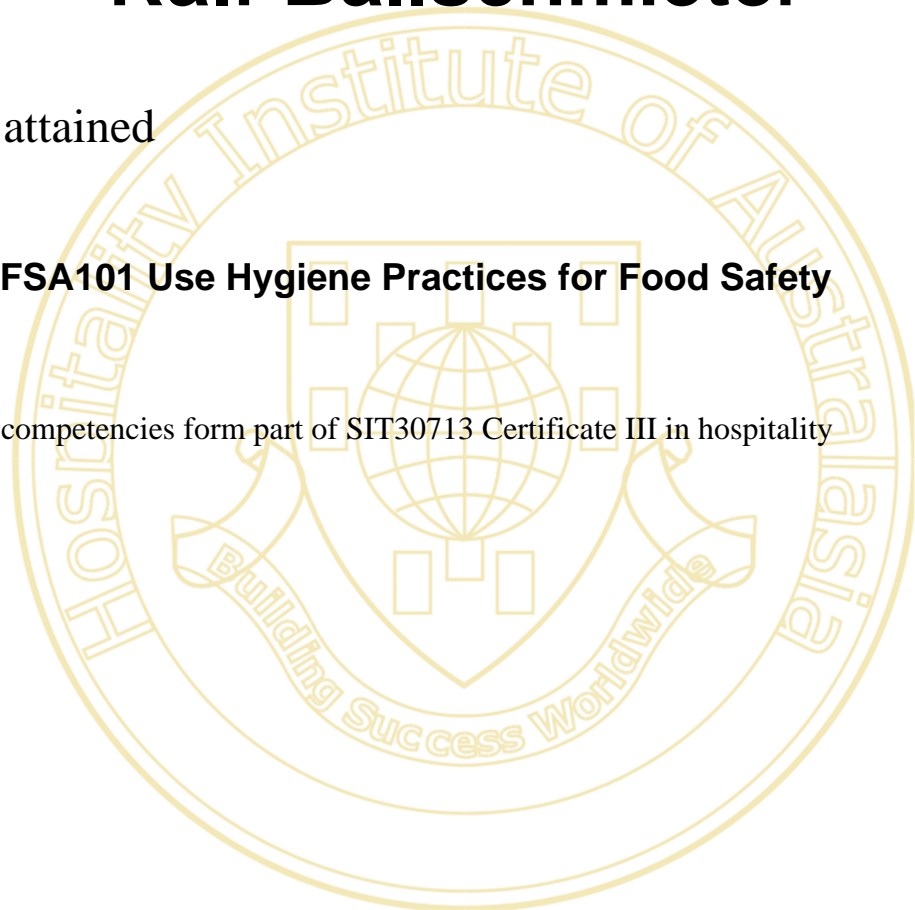 Hospitality Institute Of Australasia
attained
FSA101 Use Hygiene Practices for Food Safety
competencies form part of SIT30713 Certificate III in hospitality
Building Success Worldwide